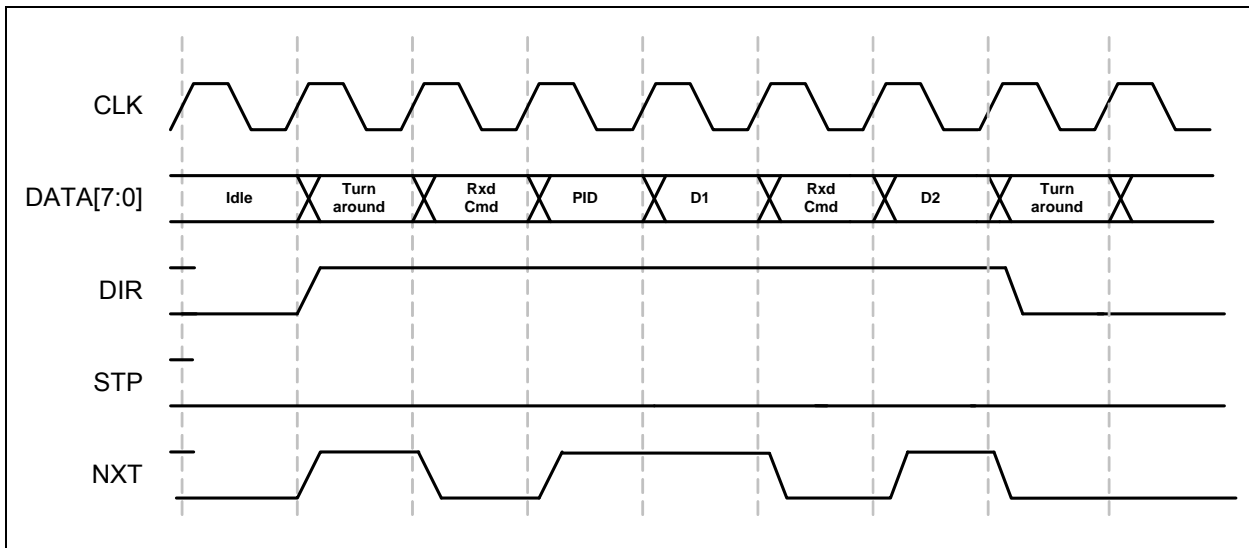 CLK
DATA[7:0]
Idle
Turn
around
Rxd
Cmd
PID
D1
Rxd
Cmd
D2
Turn
around
DIR
STP
NXT